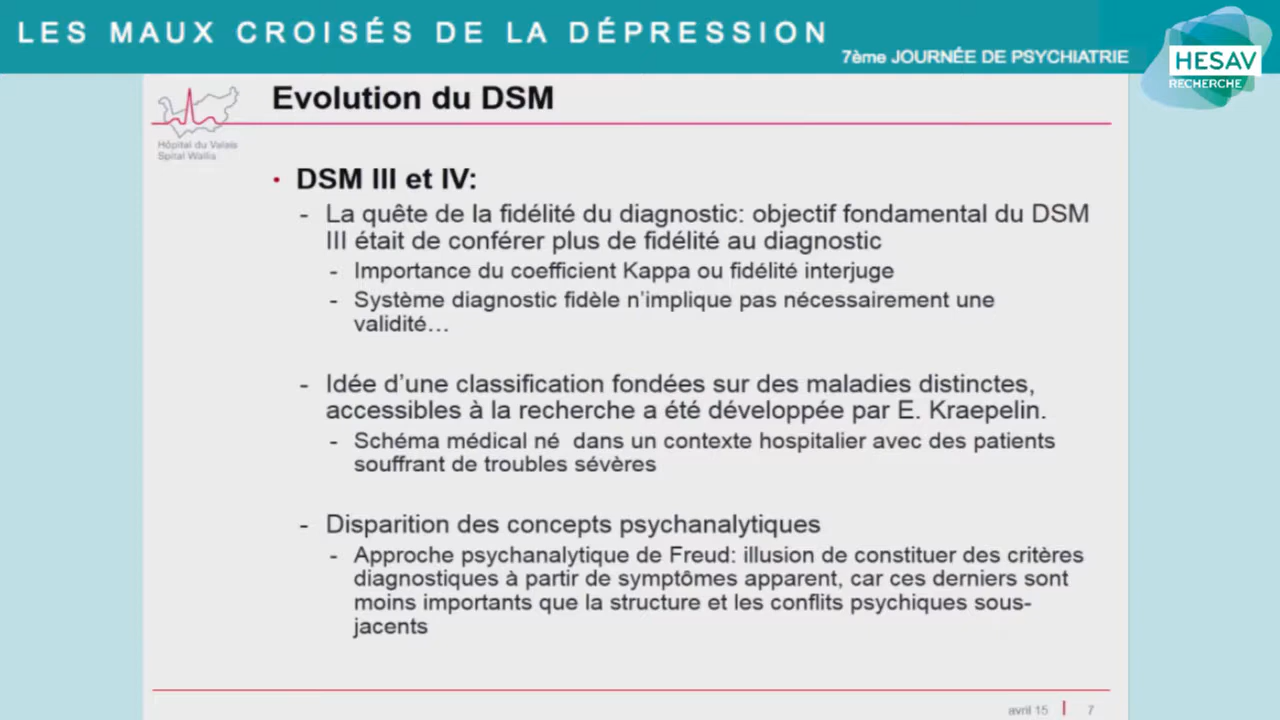 LES MAUX CROISÉS DE LA DÉPRESSION
7ème JOURNÉE DE PSYCHIATRIE
HESAV
RECHERCHE
Hôpital du Valais
Spital Wallis
Evolution du DSM
• DSM III et IV:
- La quête de la fidélité du diagnostic: objectif fondamental du DSM
III était de conférer plus de fidélité au diagnostic
- Importance du coefficient Kappa ou fidélité interjuge
- Système diagnostic fidèle n'implique pas nécessairement une
validité…
- Idée d'une classification fondées sur des maladies distinctes,
accessibles à la recherche a été développée par E. Kraepelin.
- Schéma médical né dans un contexte hospitalier avec des patients
souffrant de troubles sévères
- Disparition des concepts psychanalytiques
- Approche psychanalytique de Freud: illusion de constituer des critères
diagnostiques à partir de symptômes apparent, car ces derniers sont
moins importants que la structure et les conflits psychiques sous-
jacents
avril 15 | 7